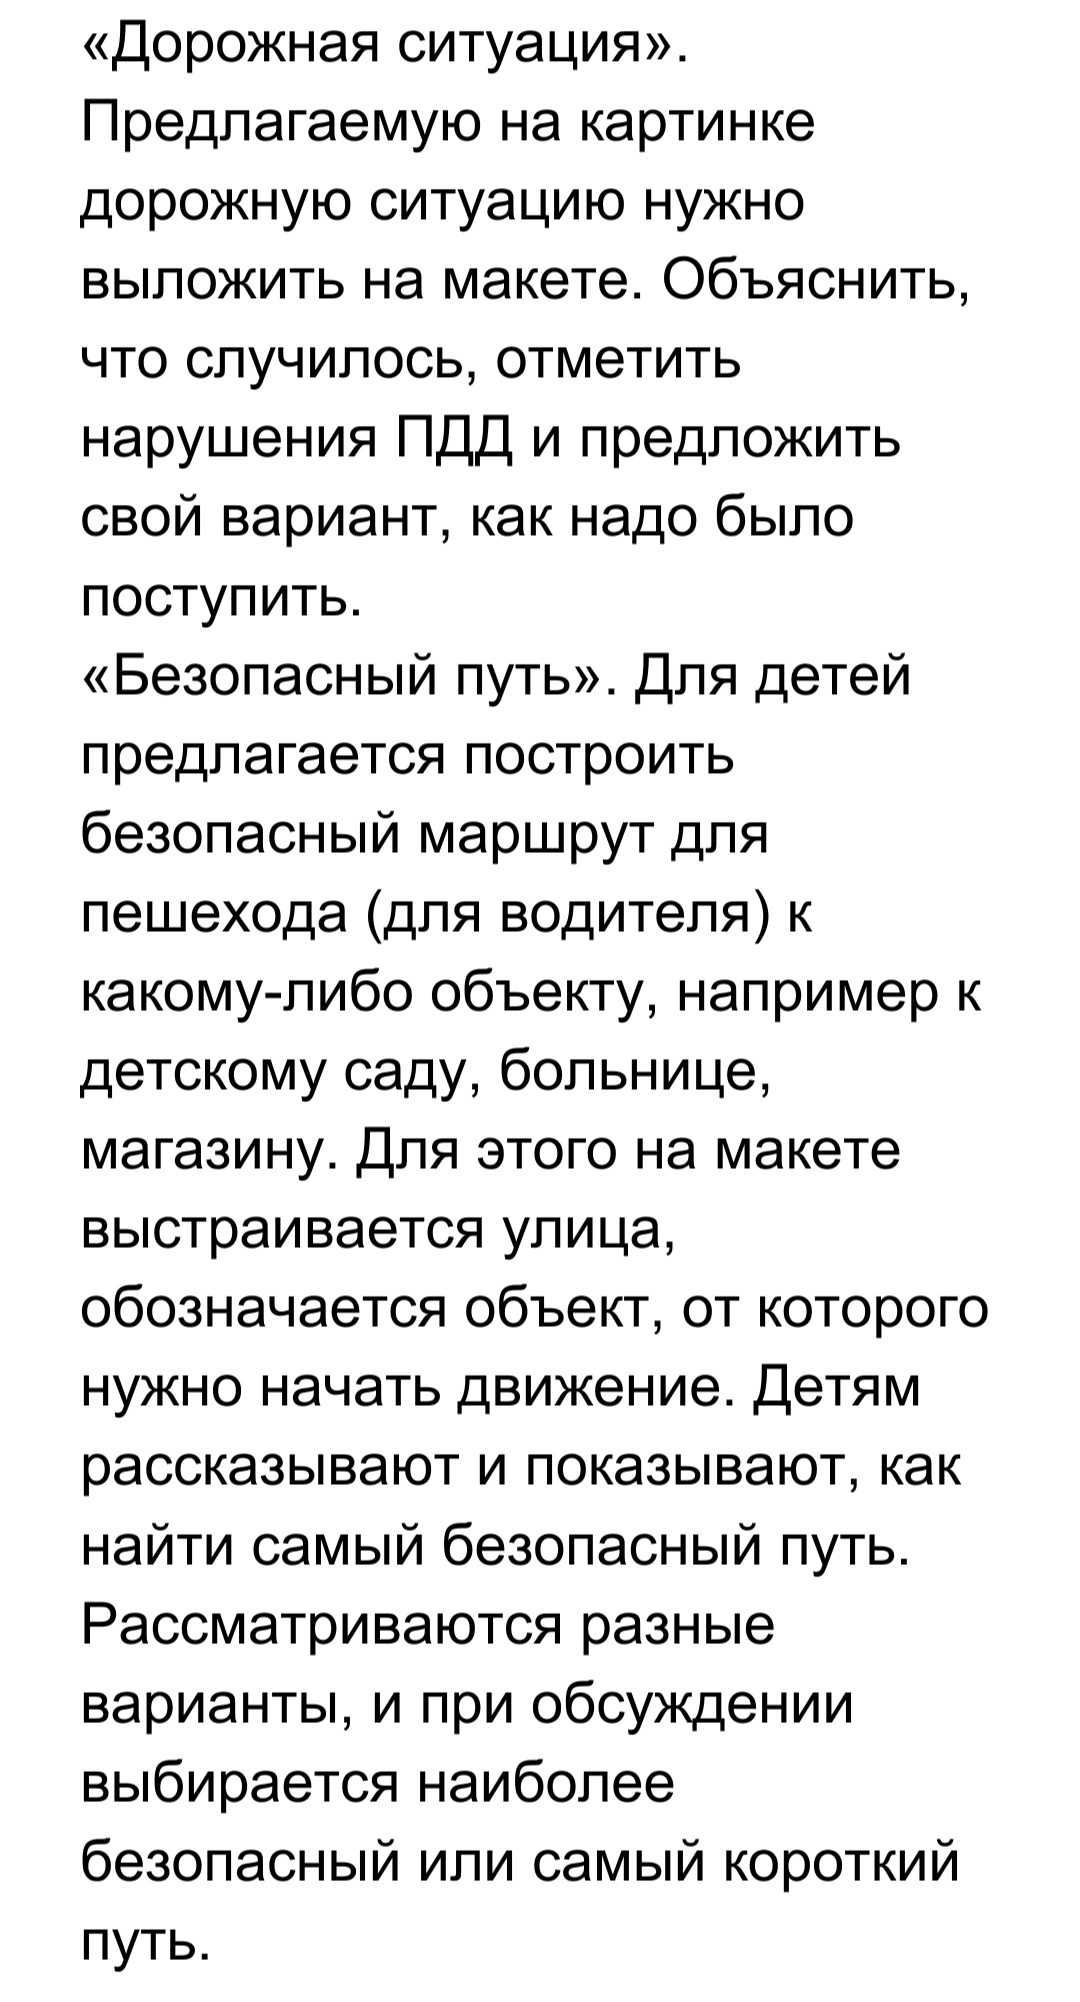 «Дорожная ситуация».
Предлагаемую на картинке
дорожную ситуацию нужно
выложить на макете. Объяснить,
что случилось, отметить
нарушения ПДД и предложить
свой вариант, как надо было
поступить.
«Безопасный путь». Для детей
предлагается построить
безопасный маршрут для
пешехода (для водителя) к
какому-либо объекту, например к
детскому саду, больнице,
магазину. Для этого на макете
выстраивается улица,
обозначается объект, от которого
нужно начать движение. Детям
рассказывают и показывают, как
найти самый безопасный путь.
Рассматриваются разные
варианты, и при обсуждении
выбирается наиболее
безопасный или самый короткий
путь.